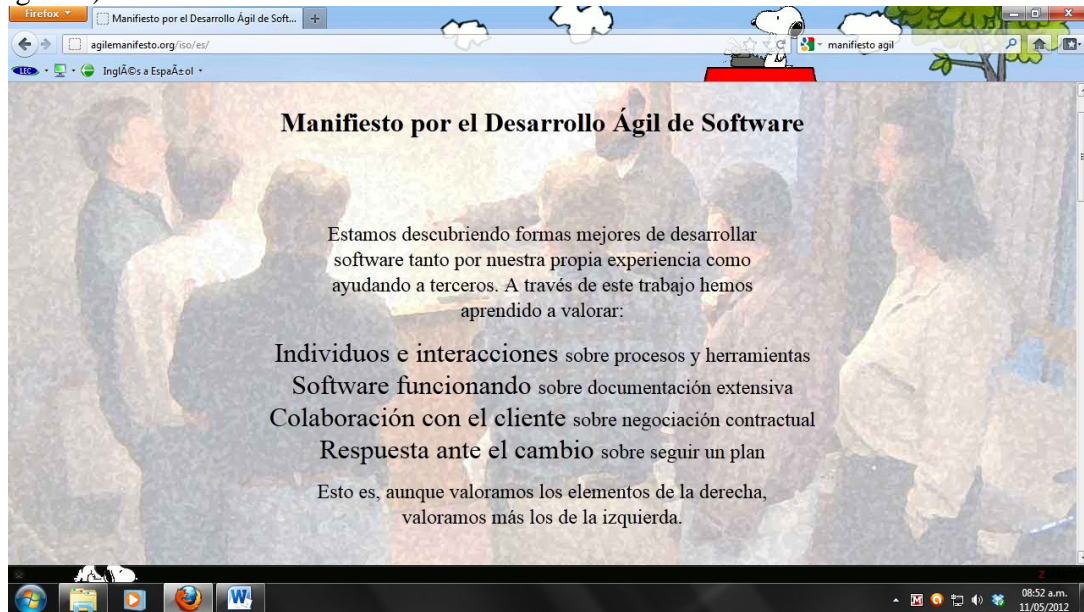 Firefox
Manifiesto por el Desarrollo Ágil de Soft...
agilemanifesto.org/iso/es/
manifiesto agil
LEC
InglÃ©s a EspaÃ±ol
Manifiesto por el Desarrollo Ágil de Software
Estamos descubriendo formas mejores de desarrollar
software tanto por nuestra propia experiencia como
ayudando a terceros. A través de este trabajo hemos
aprendido a valorar:
Individuos e interacciones sobre procesos y herramientas
Software funcionando sobre documentación extensiva
Colaboración con el cliente sobre negociación contractual
Respuesta ante el cambio sobre seguir un plan
Esto es, aunque valoramos los elementos de la derecha,
valoramos más los de la izquierda.
Z
W
M
08:52 a.m.
11/05/2012